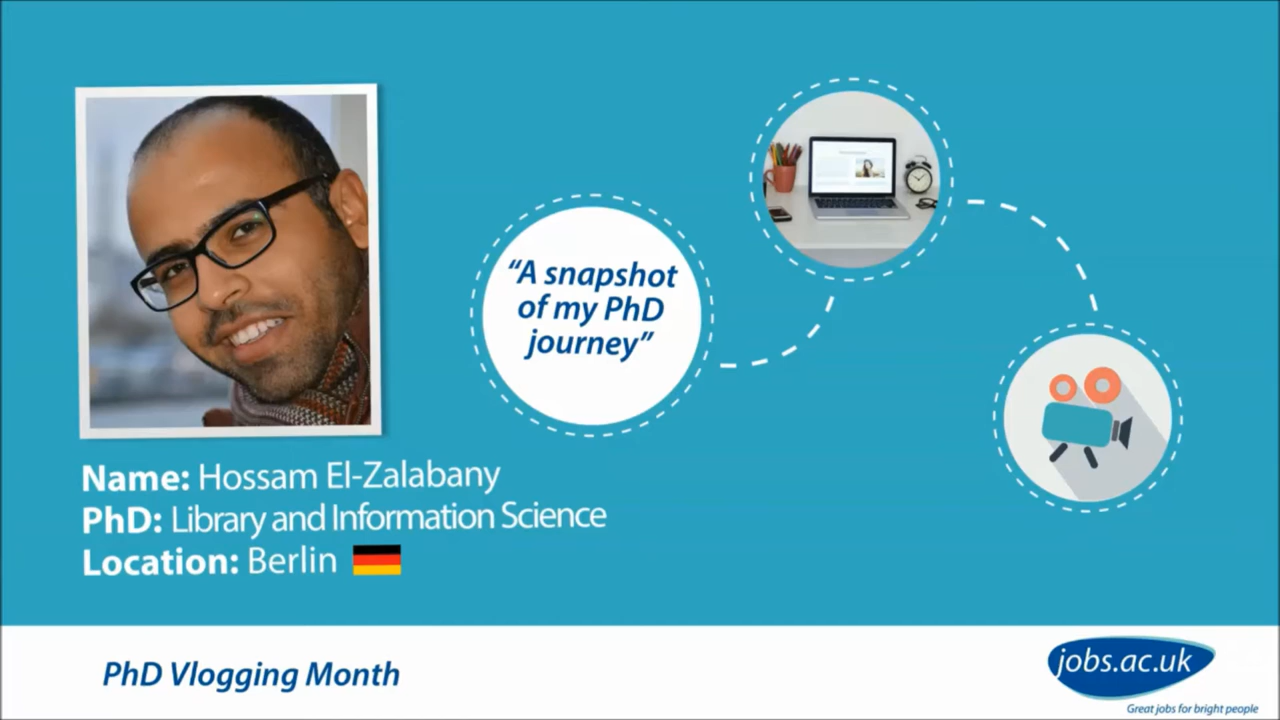 “A snapshot
of my PhD
journey”
Name: Hossam El-Zalabany
PhD: Library and Information Science
Location: Berlin
PhD Vlogging Month
jobs.ac.uk
Great jobs for bright people